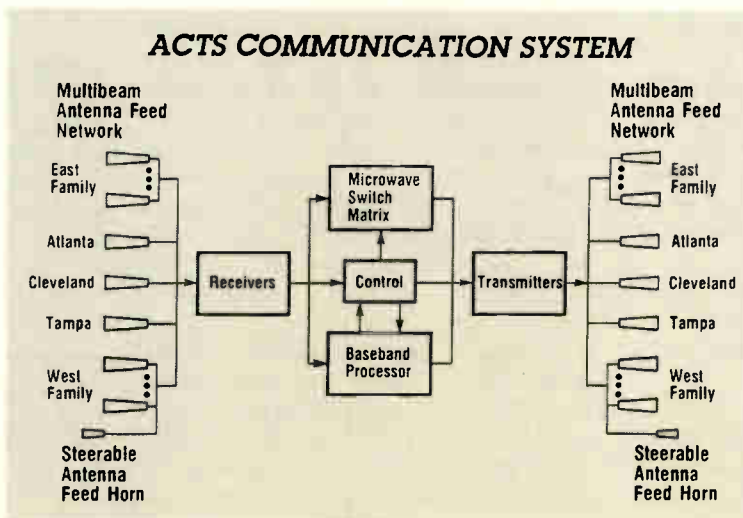 ACTS COMMUNICATION SYSTEM
Multibeam
Antenna Feed
Network
East
Family
Atlanta
Cleveland
Tampa
West
Family
Steerable
Antenna
Feed Horn
Receivers
Microwave
Switch
Matrix
Control
Baseband
Processor
Transmitters
Multibeam
Antenna Feed
Network
East
Family
Atlanta
Cleveland
Tampa
West
Family
Steerable
Antenna
Feed Horn